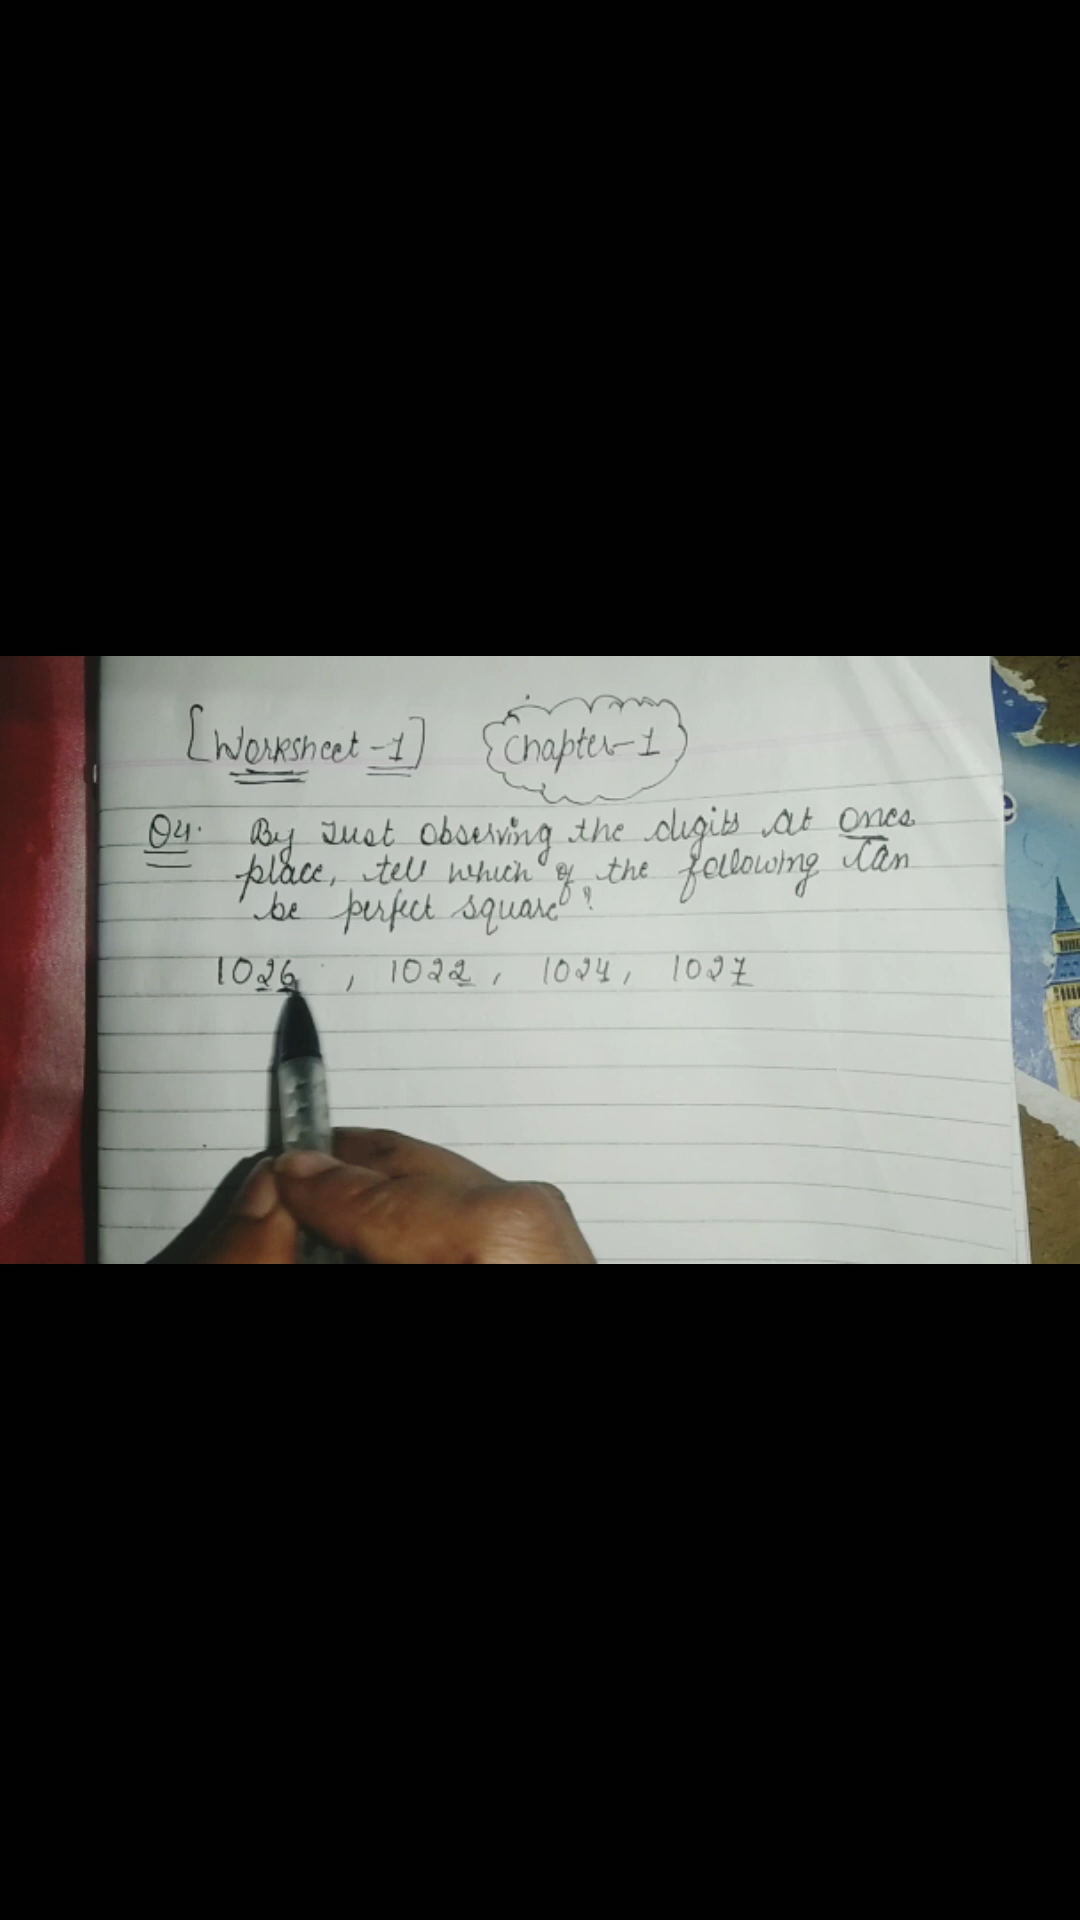 [Worksheet-1] Chapter-1
Q4. By Just observing the digits at ones
place, tell which of the following Can
be perfect square?
1026 , 1022, 1024, 1027
e